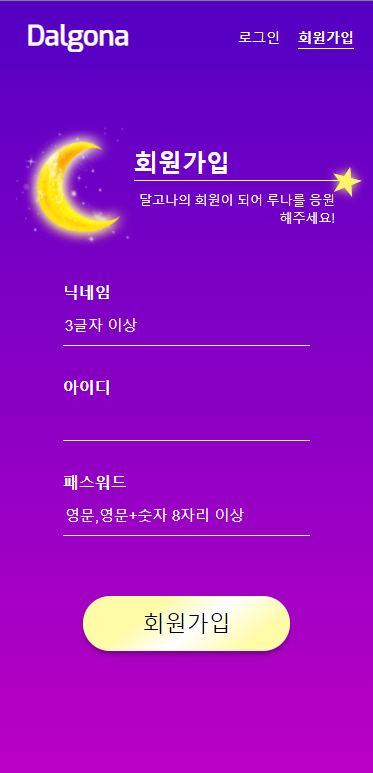 Dalgona
로그인 회원가입
회원가입
달고나의 회원이 되어 루나를 응원
해주세요!
닉네임
3글자 이상
아이디
패스워드
영문,영문+숫자 8자리 이상
회원가입